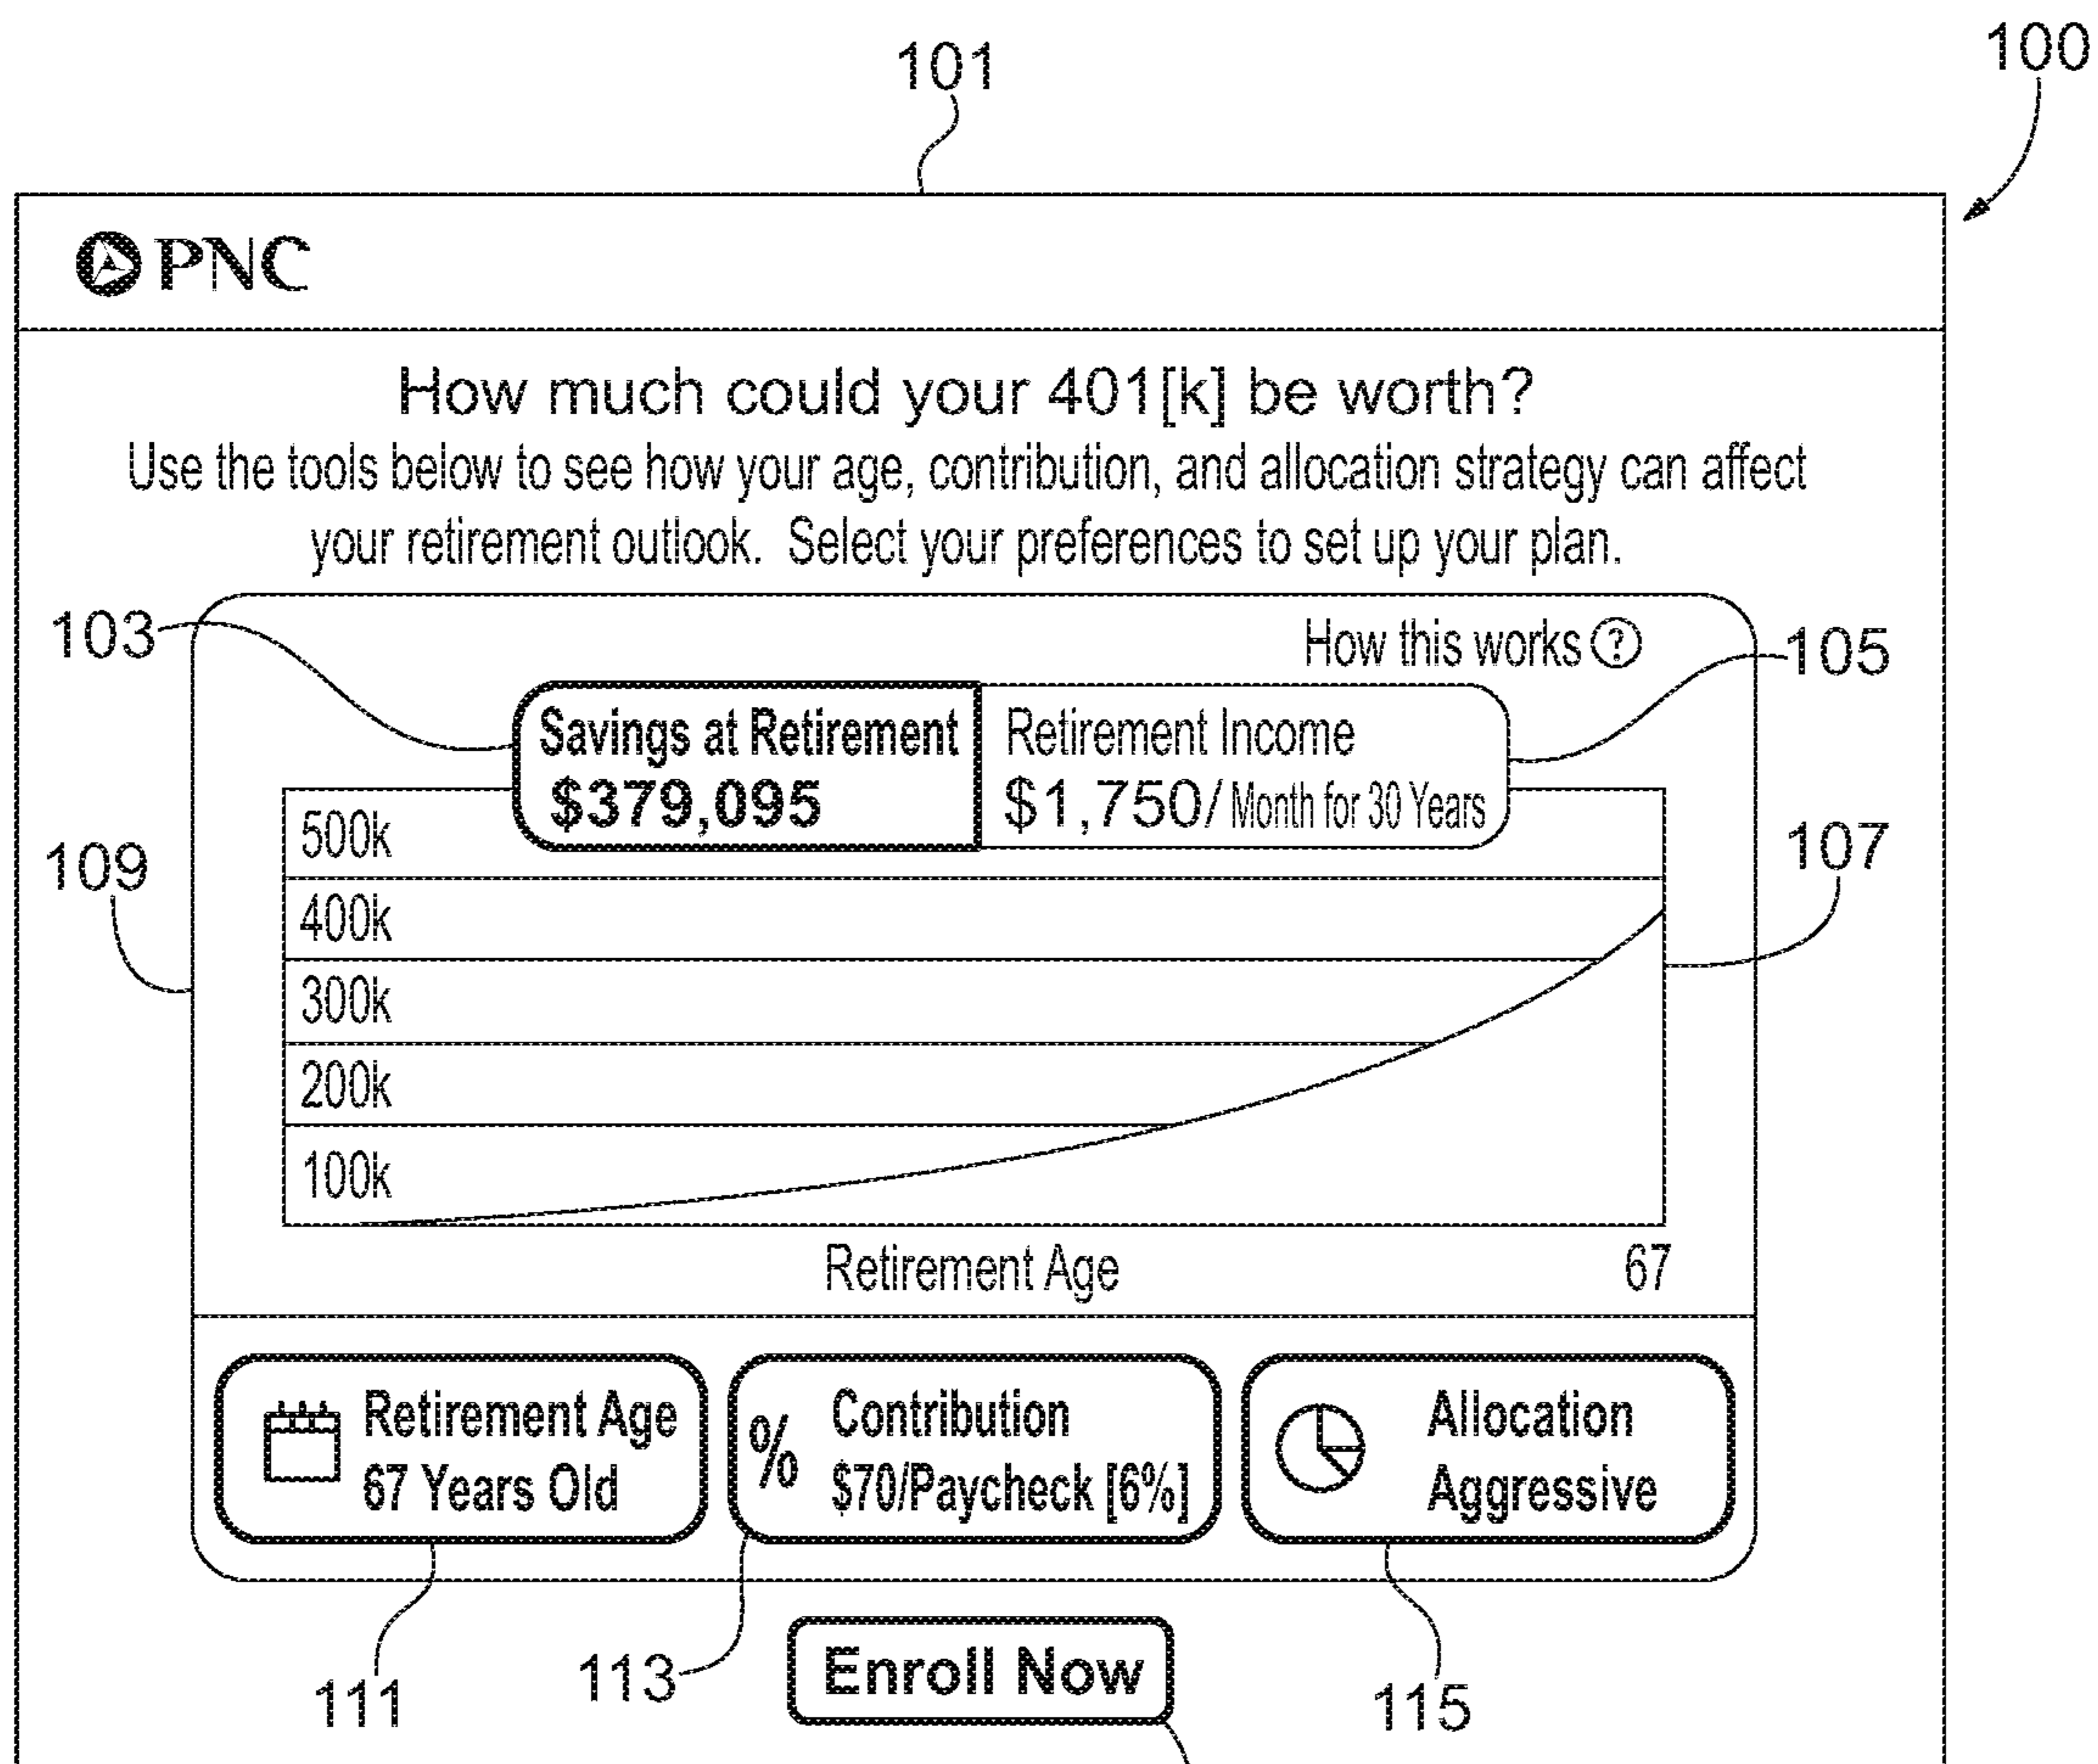 101
100
PNC
How much could your 401[k] be worth?
Use the tools below to see how your age, contribution, and allocation strategy can affect
your retirement outlook. Select your preferences to set up your plan.
103
How this works ?
105
Savings at Retirement
$379,095
Retirement Income
$1,750/ Month for 30 Years
109
107
500k
400k
300k
200k
100k
Retirement Age
67
Retirement Age
67 Years Old
% Contribution
$70/Paycheck [6%]
Allocation
Aggressive
111
113
Enroll Now
115